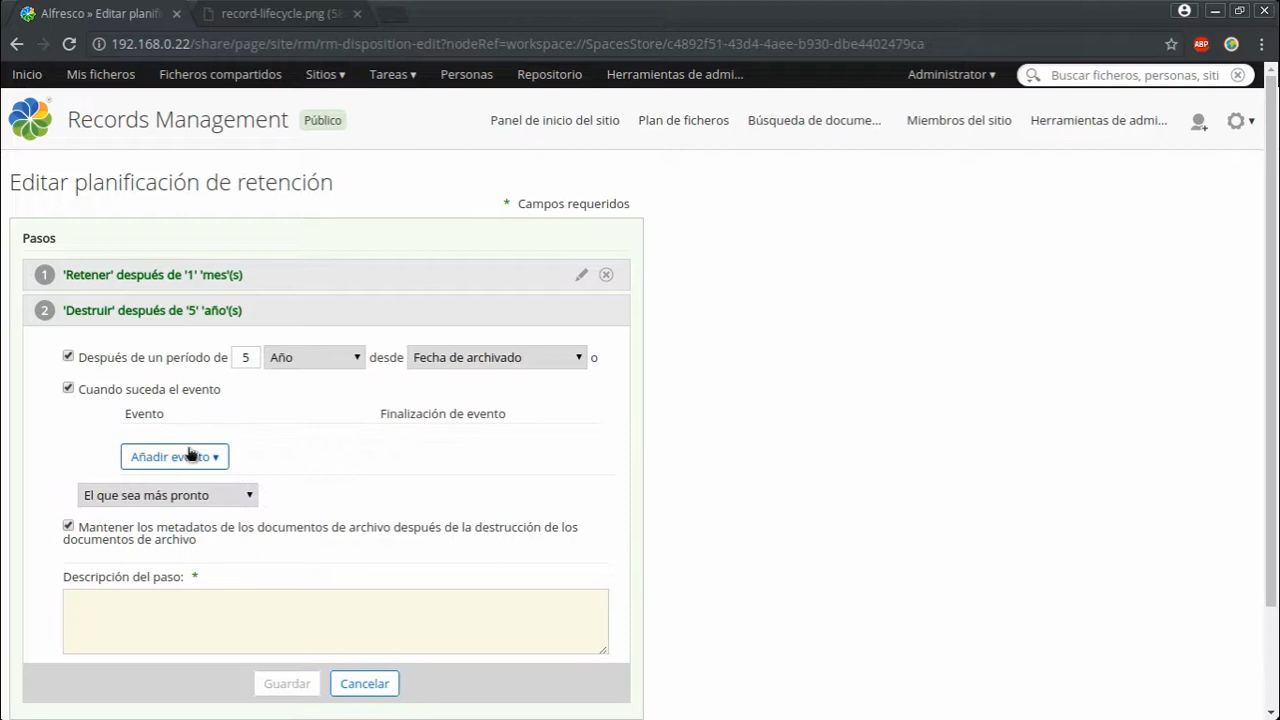 Alfresco » Editar planifi
record-lifecycle.png (58
192.168.0.22/share/page/site/rm/rm-disposition-edit?nodeRef=workspace://SpacesStore/c4892f51-43d4-4aee-b930-dbe4402479ca
ABP
Inicio Mis ficheros Ficheros compartidos Sitios ▾ Tareas ▾ Personas Repositorio Herramientas de admi... Administrator ▾ Buscar ficheros, personas, siti
Records Management Público Panel de inicio del sitio Plan de ficheros Búsqueda de docume... Miembros del sitio Herramientas de admi...
Editar planificación de retención
* Campos requeridos
Pasos
1 'Retener' después de '1' 'mes'(s)
2 'Destruir' después de '5' 'año'(s)
Después de un período de 5 Año desde Fecha de archivado o
Cuando suceda el evento
Evento Finalización de evento
Añadir evento ▾
El que sea más pronto
Mantener los metadatos de los documentos de archivo después de la destrucción de los
documentos de archivo
Descripción del paso: *
Guardar Cancelar